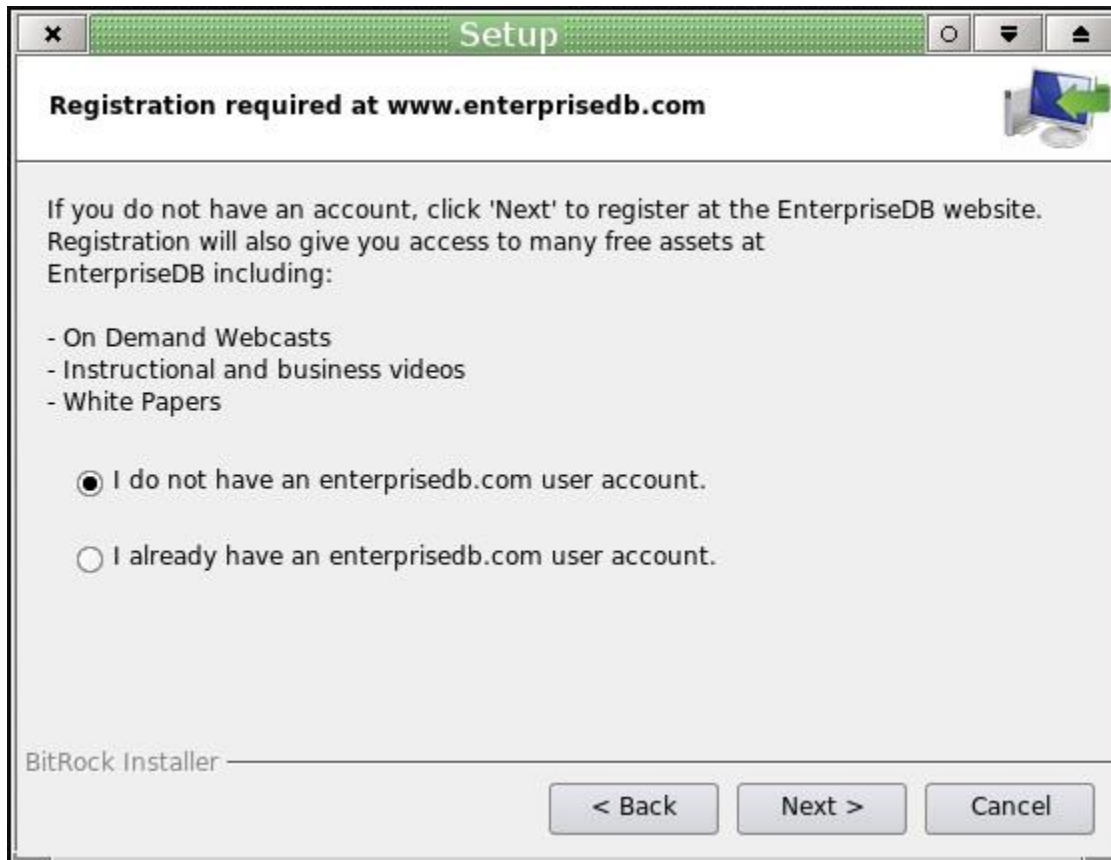 Setup
Registration required at www.enterprisedb.com
If you do not have an account, click 'Next' to register at the EnterpriseDB website.
Registration will also give you access to many free assets at
EnterpriseDB including:
- On Demand Webcasts
- Instructional and business videos
- White Papers
I do not have an enterprisedb.com user account.
I already have an enterprisedb.com user account.
BitRock Installer
< Back Next > Cancel